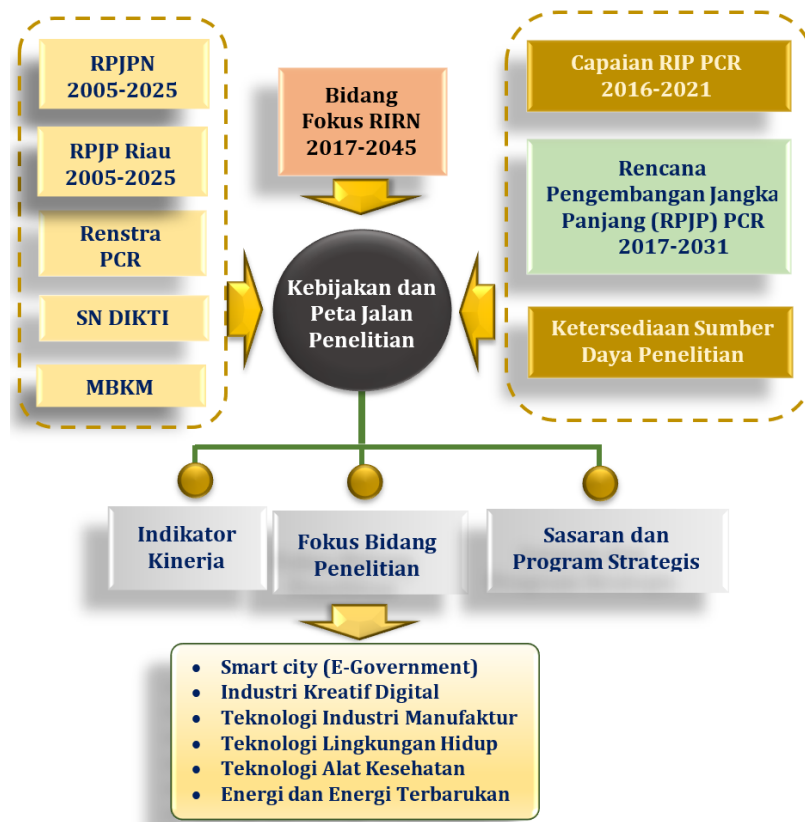 RPJPN
2005-2025
RPJP Riau
2005-2025
Renstra
PCR
SN DIKTI
MBKM
Bidang
Fokus RIRN
2017-2045
Kebijakan dan
Peta Jalan
Penelitian
Capaian RIP PCR
2016-2021
Rencana
Pengembangan Jangka
Panjang (RPJP) PCR
2017-2031
Ketersediaan Sumber
Daya Penelitian
Indikator
Kinerja
Fokus Bidang
Penelitian
Sasaran dan
Program Strategis
• Smart city (E-Government)
• Industri Kreatif Digital
• Teknologi Industri Manufaktur
• Teknologi Lingkungan Hidup
• Teknologi Alat Kesehatan
• Energi dan Energi Terbarukan